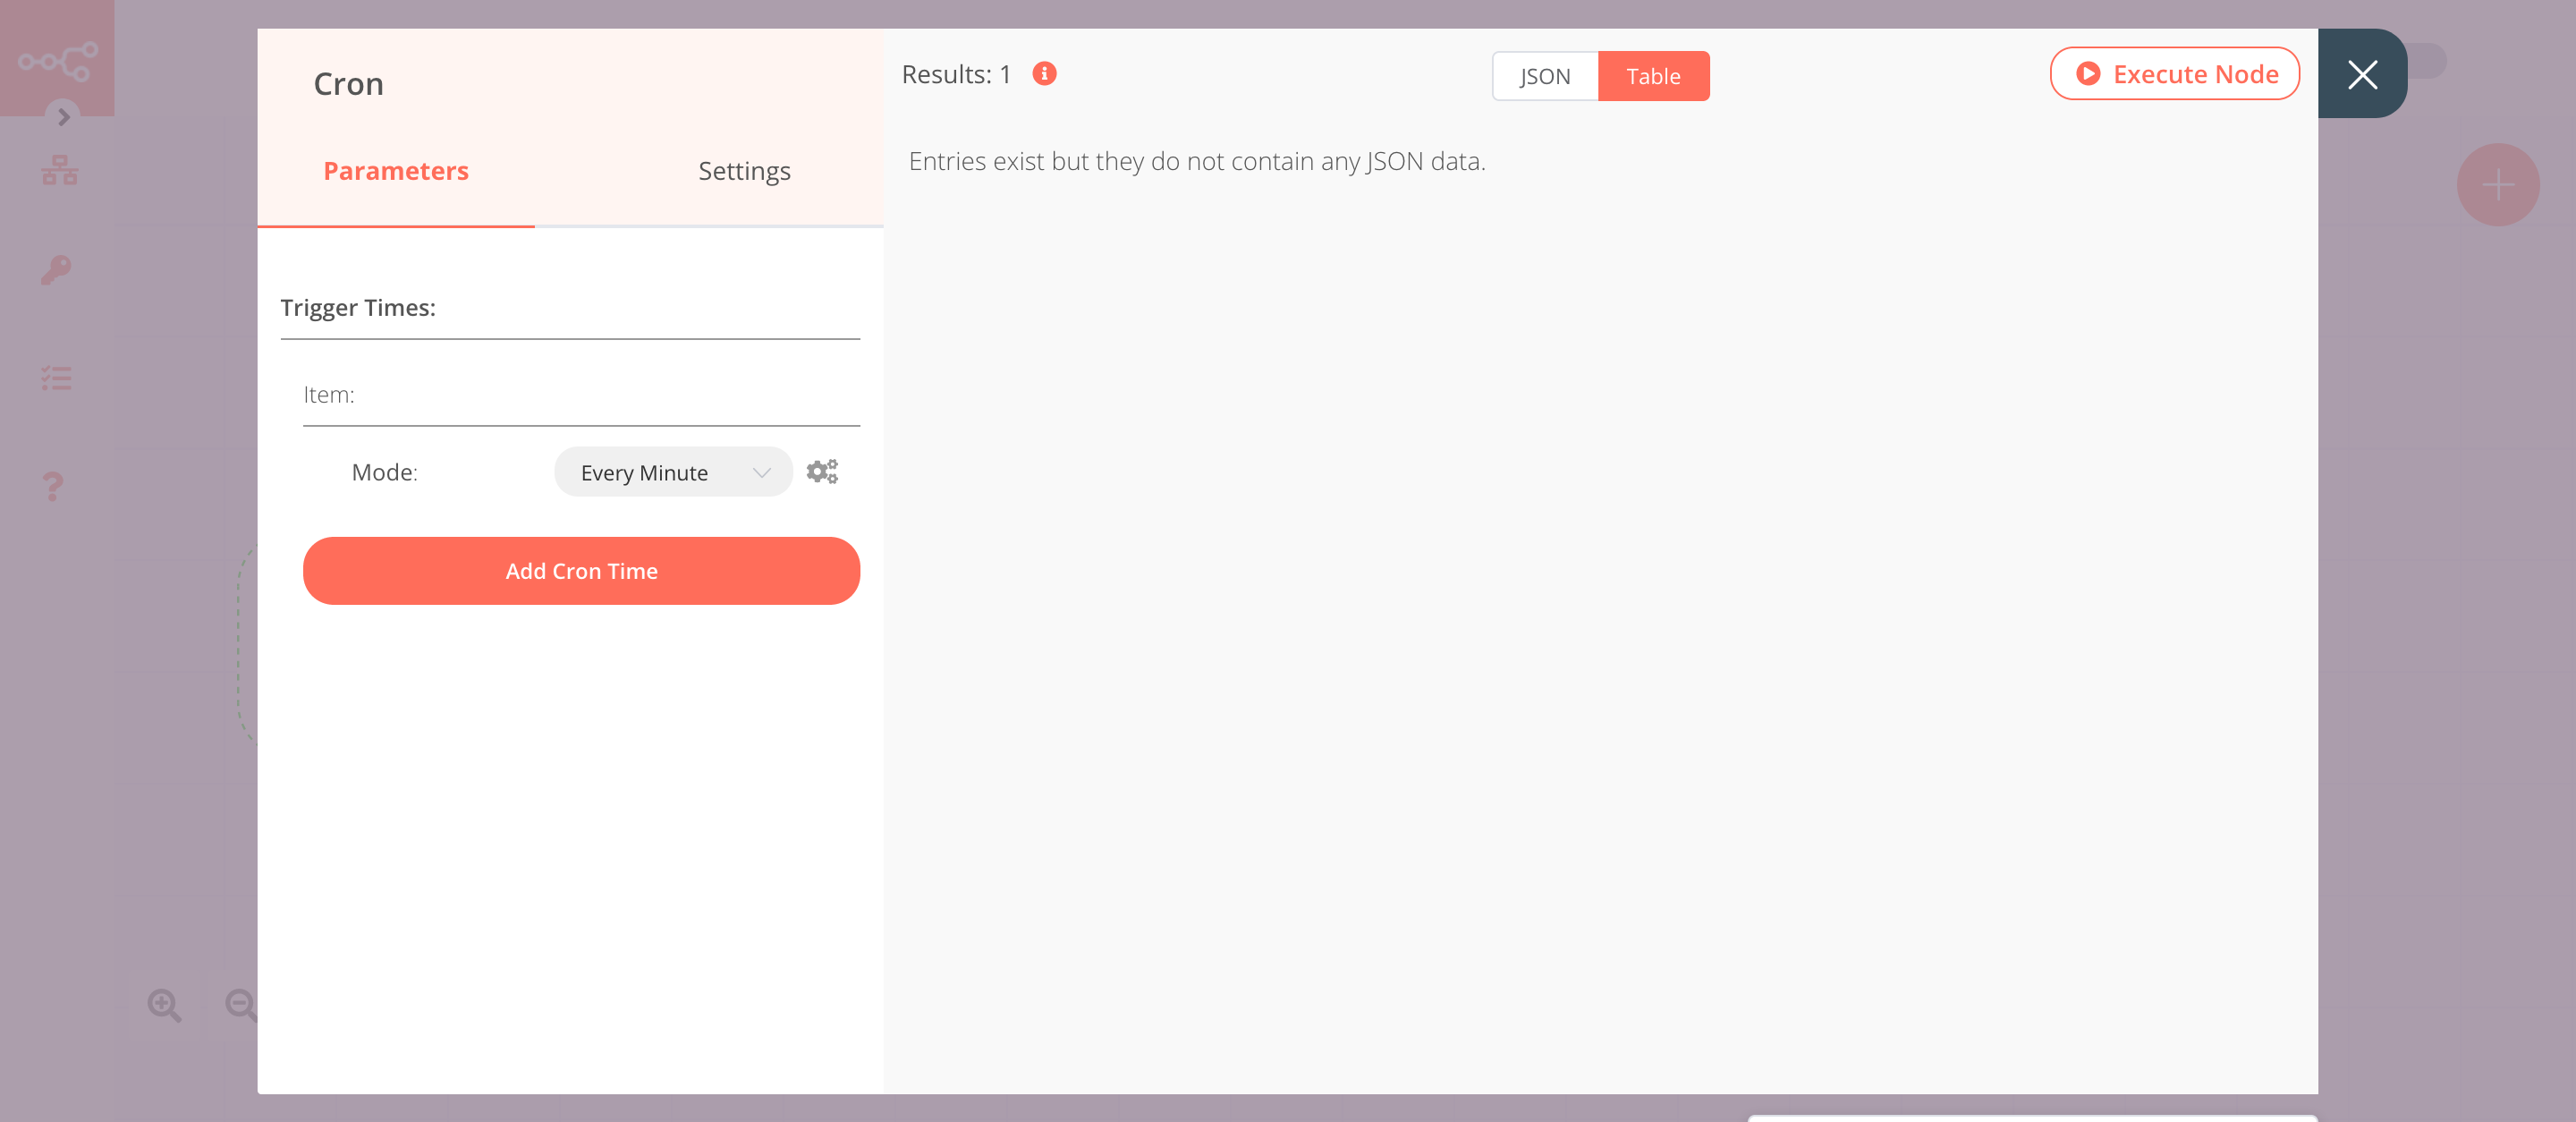 Cron
Parameters
Settings
Trigger Times:
Item:
Mode:
Every Minute
Add Cron Time
Results: 1
JSON
Table
Execute Node
Entries exist but they do not contain any JSON data.